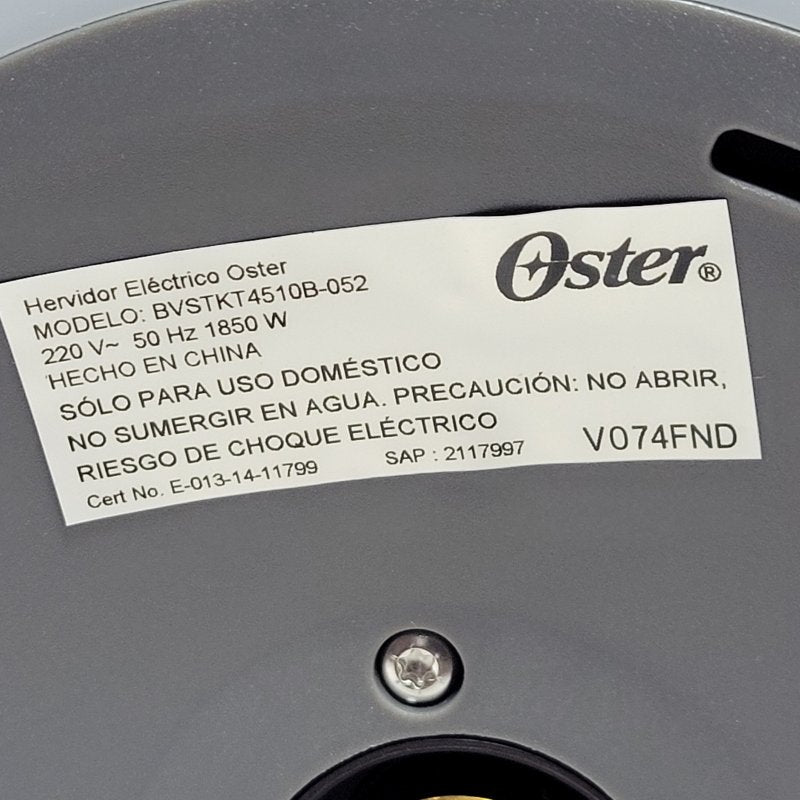 Oster®
Hervidor Eléctrico Oster
MODELO: BVSTKT4510B-052
220 V~ 50 Hz 1850 W
HECHO EN CHINA
SÓLO PARA USO DOMÉSTICO
NO SUMERGIR EN AGUA. PRECAUCIÓN: NO ABRIR,
RIESGO DE CHOQUE ELÉCTRICO
Cert No. E-013-14-11799 SAP : 2117997 V074FND